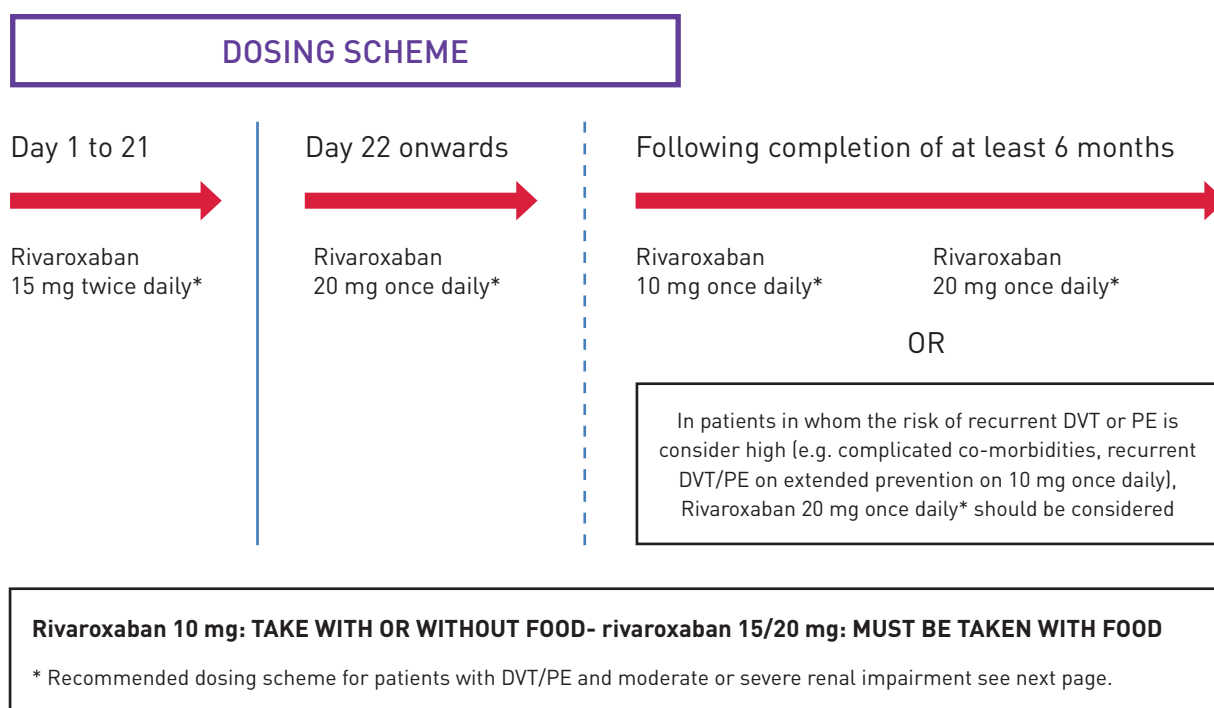 DOSING SCHEME
Day 1 to 21
Rivaroxaban
15 mg twice daily*
Day 22 onwards
Rivaroxaban
20 mg once daily*
Following completion of at least 6 months
Rivaroxaban
10 mg once daily*
Rivaroxaban
20 mg once daily*
OR
In patients in whom the risk of recurrent DVT or PE is
consider high (e.g. complicated co-morbidities, recurrent
DVT/PE on extended prevention on 10 mg once daily),
Rivaroxaban 20 mg once daily* should be considered
Rivaroxaban 10 mg: TAKE WITH OR WITHOUT FOOD- rivaroxaban 15/20 mg: MUST BE TAKEN WITH FOOD
* Recommended dosing scheme for patients with DVT/PE and moderate or severe renal impairment see next page.